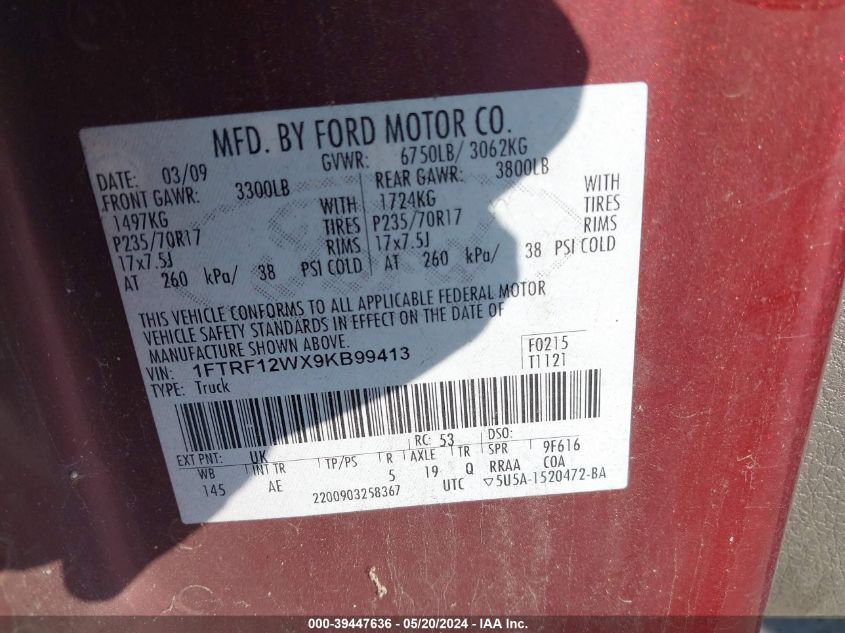 MFD. BY FORD MOTOR CO.
DATE: 03/09 GVWR: 6750LB/ 3062KG
FRONT GAWR: 3300LB REAR GAWR: 3800LB
1497KG WITH 1724KG WITH
P235/70R17 TIRES P235/70R17 TIRES
17x7.5J RIMS 17x7.5J RIMS
AT 260 kPa/ 38 PSI COLD AT 260 kPa/ 38 PSI COLD
THIS VEHICLE CONFORMS TO ALL APPLICABLE FEDERAL MOTOR
VEHICLE SAFETY STANDARDS IN EFFECT ON THE DATE OF
MANUFACTURE SHOWN ABOVE.
VIN: 1FTRF12WX9KB99413 F0215
TYPE: Truck T1121
EXT PNT: UK RC: 53 DSO:
WB INT TR TP/PS R AXLE TR SPR 9F616
145 AE 5 19 Q RRAA COA
2200903258367 UTC ▽5U5A-1520472-BA
000-39447636 - 05/20/2024 - IAA, Inc.